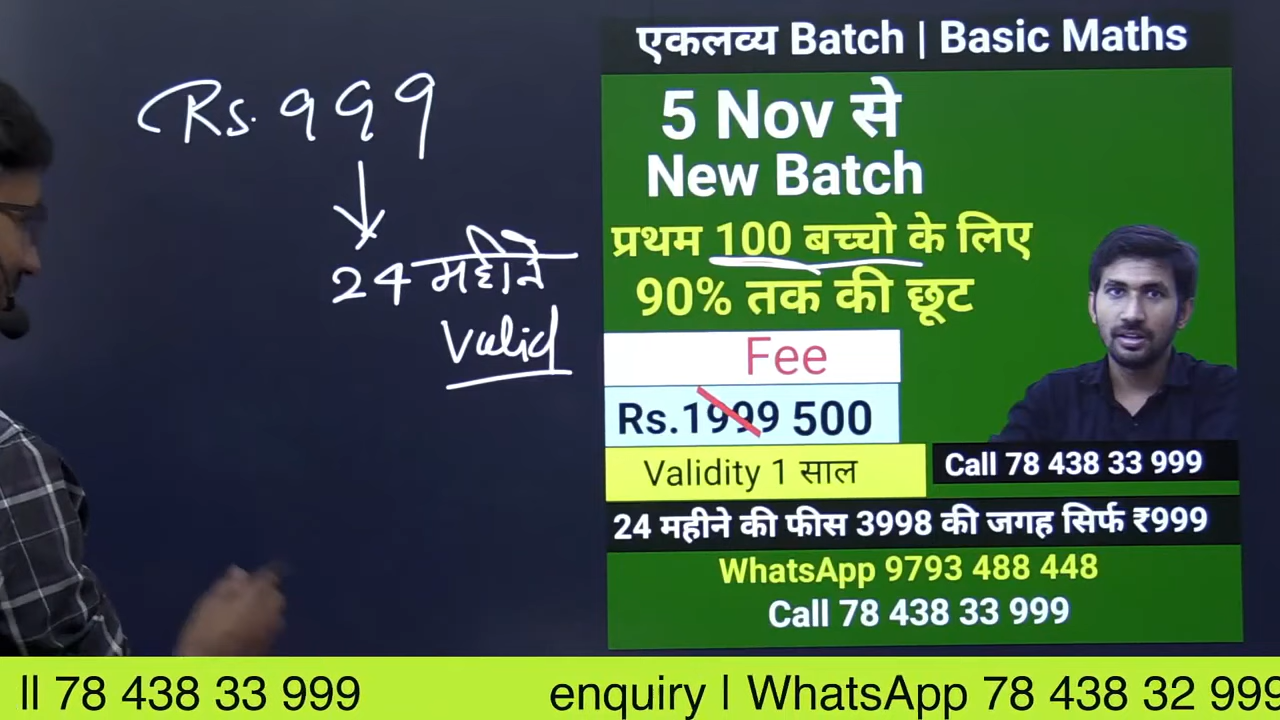 Rs. 999
24 महीने
Valid
एकलव्य Batch | Basic Maths
5 Nov से
New Batch
प्रथम 100 बच्चो के लिए
90% तक की छूट
Fee
Rs.1999 500
Validity 1 साल
Call 78 438 33 999
24 महीने की फीस 3998 की जगह सिर्फ ₹999
WhatsApp 9793 488 448
Call 78 438 33 999
ll 78 438 33 999 enquiry | WhatsApp 78 438 32 999